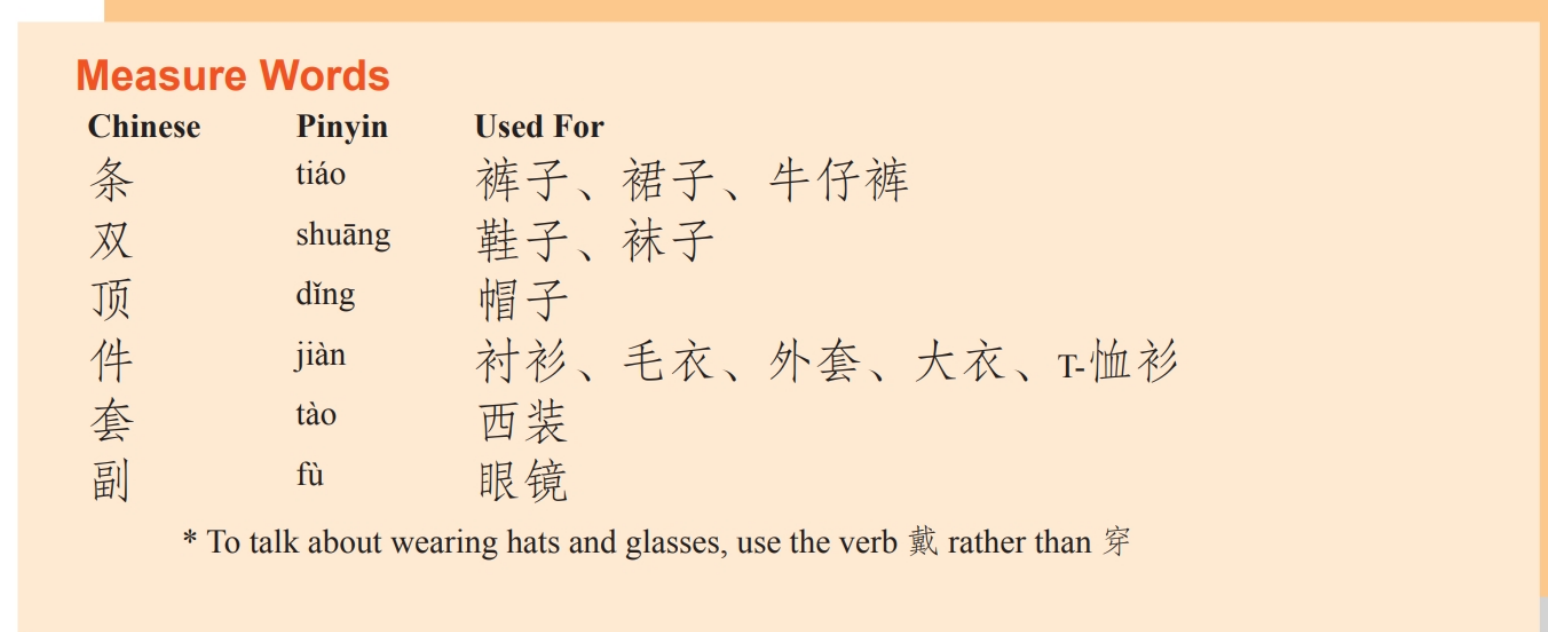 Measure Words
Chinese Pinyin Used For
条 tiáo 裤子、裙子、牛仔裤
双 shuāng 鞋子、袜子
顶 dǐng 帽子
件 jiàn 衬衫、毛衣、外套、大衣、T-恤衫
套 tào 西装
副 fù 眼镜
* To talk about wearing hats and glasses, use the verb 戴 rather than 穿